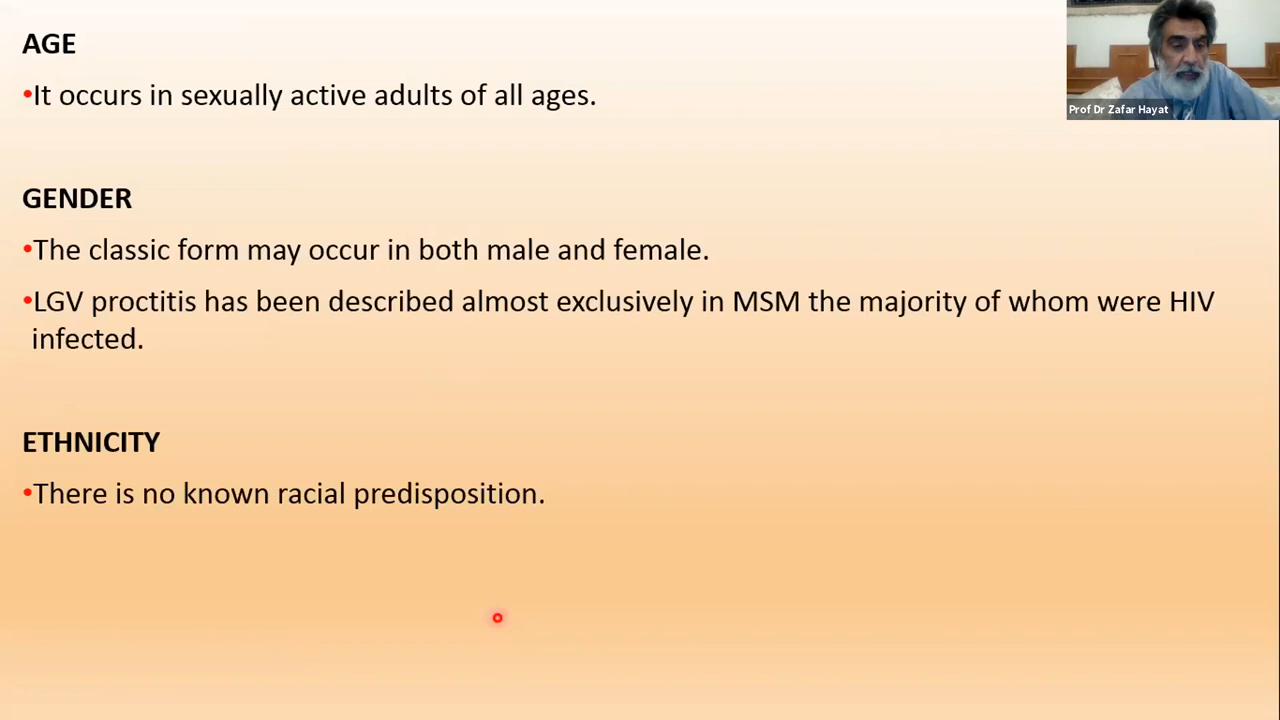 AGE
•It occurs in sexually active adults of all ages.
GENDER
•The classic form may occur in both male and female.
•LGV proctitis has been described almost exclusively in MSM the majority of whom were HIV
infected.
ETHNICITY
•There is no known racial predisposition.
Prof Dr Zafar Hayat